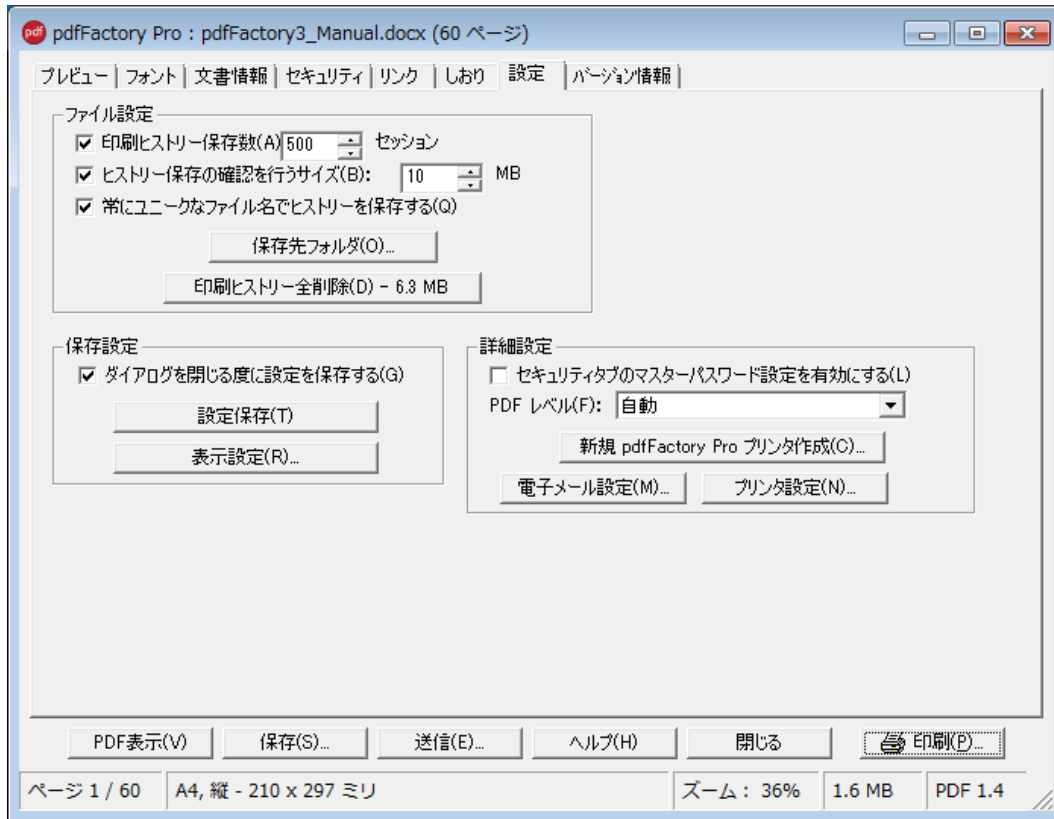 pdf pdfFactory Pro : pdfFactory3_Manual.docx (60 ページ)
プレビュー フォント 文書情報 セキュリティ リンク しおり 設定 バージョン情報
ファイル設定
印刷ヒストリー保存数(A) 500 セッション
ヒストリー保存の確認を行うサイズ(B): 10 MB
常にユニークなファイル名でヒストリーを保存する(Q)
保存先フォルダ(O)...
印刷ヒストリー全削除(D) - 6.3 MB
保存設定
ダイアログを閉じる度に設定を保存する(G)
設定保存(T)
表示設定(R)...
詳細設定
セキュリティタブのマスターパスワード設定を有効にする(L)
PDF レベル(F): 自動
新規 pdfFactory Pro プリンタ作成(C)...
電子メール設定(M)... プリンタ設定(N)...
PDF表示(V) 保存(S)... 送信(E)... ヘルプ(H) 閉じる 印刷(P)...
ページ 1 / 60 A4, 縦 - 210 x 297 ミリ ズーム : 36% 1.6 MB PDF 1.4